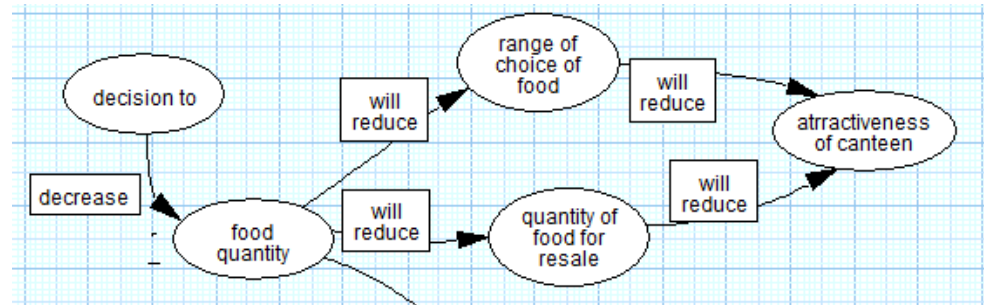 range of
choice of
food
will
reduce
will
reduce
decision to
atrractiveness
of canteen
decrease
will
reduce
will
reduce
food
quantity
quantity of
food for
resale